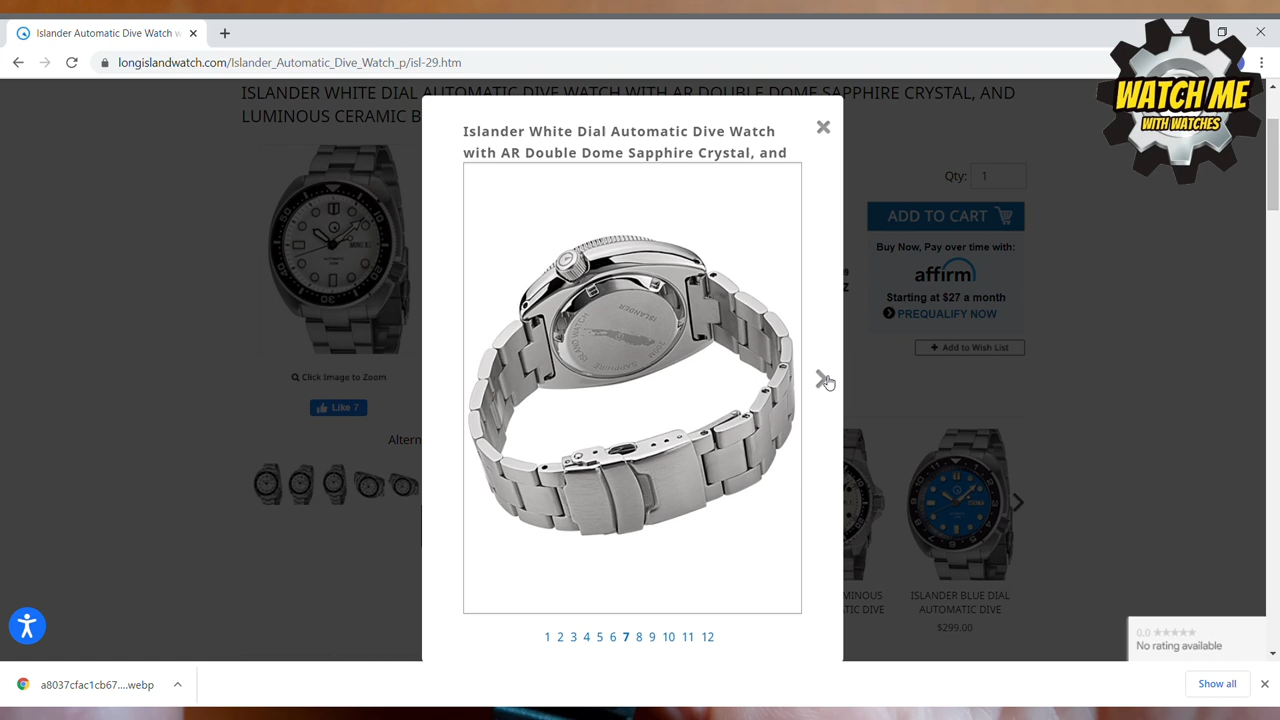 Islander Automatic Dive Watch w
longislandwatch.com/Islander_Automatic_Dive_Watch_p/isl-29.htm
WATCH ME
WITH WATCHES
ISLANDER WHITE DIAL AUTOMATIC DIVE WATCH WITH AR DOUBLE DOME SAPPHIRE CRYSTAL, AND
LUMINOUS CERAMIC B
Islander White Dial Automatic Dive Watch
with AR Double Dome Sapphire Crystal, and
Qty: 1
ADD TO CART
Buy Now, Pay over time with:
affirm
Starting at $27 a month
PREQUALIFY NOW
+ Add to Wish List
ISLANDER
ISLAND WATCH
SAPPHIRE
Click Image to Zoom
Like 7
Altern
MINOUS
TIC DIVE
ISLANDER BLUE DIAL
AUTOMATIC DIVE
$299.00
1 2 3 4 5 6 7 8 9 10 11 12
0.0
No rating available
a8037cfac1cb67....webp
Show all